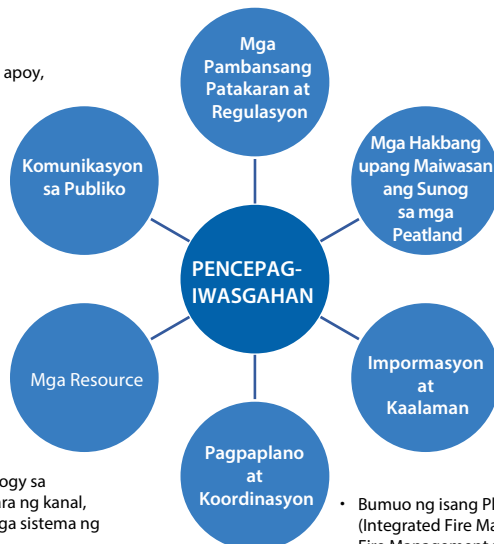 apoy,
Mga
Pambansang
Patakaran at
Regulasyon
Komunikasyon
sa Publiko
Mga Hakbang
upang Maiwasan
ang Sunog
sa mga
Peatland
PENCEPAG-
IWASGAHAN
Mga Resource
Impormasyon
at
Kaalaman
Pagpaplano
at
Koordinasyon
ogy sa
ra ng kanal,
ga sistema ng
• Bumuo ng isang Pl
(Integrated Fire Ma